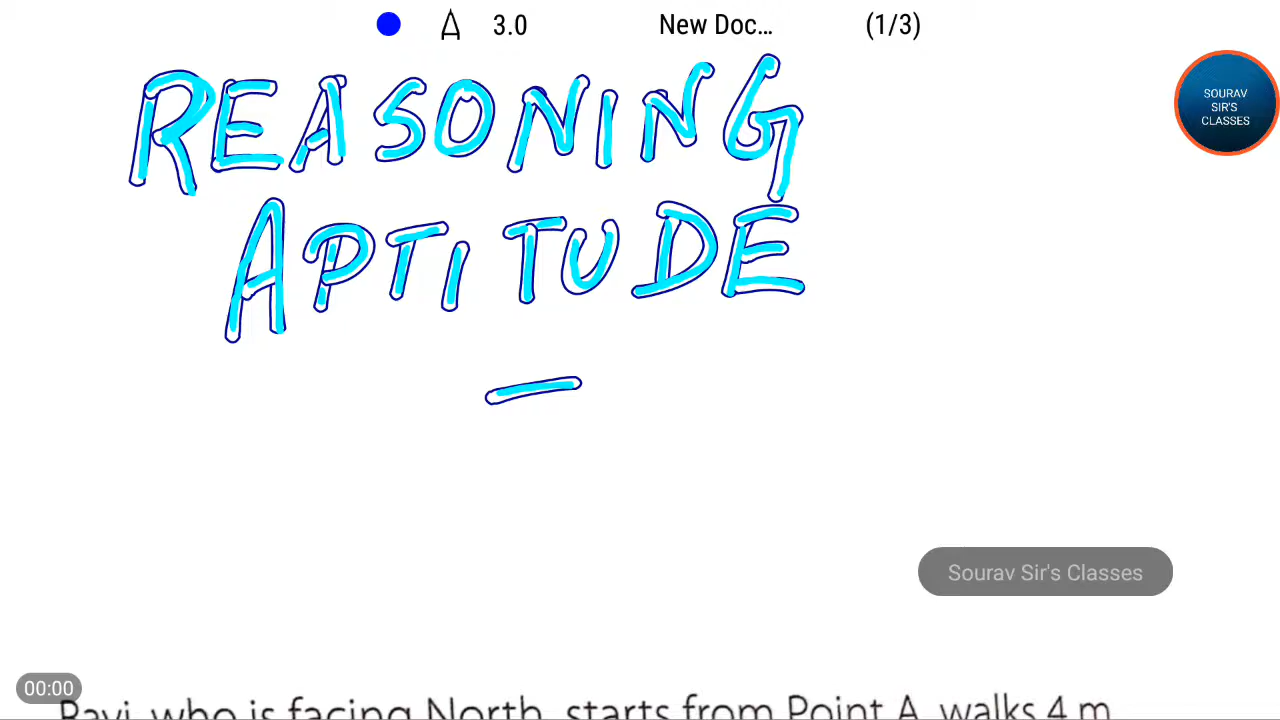 ● 3.0 New Doc... (1/3)
REASONING
SOURAV
SIR'S
CLASSES
APTITUDE
—
Sourav Sir's Classes
00:00
Ravi, who is facing North, starts from Point A, walks 4 m